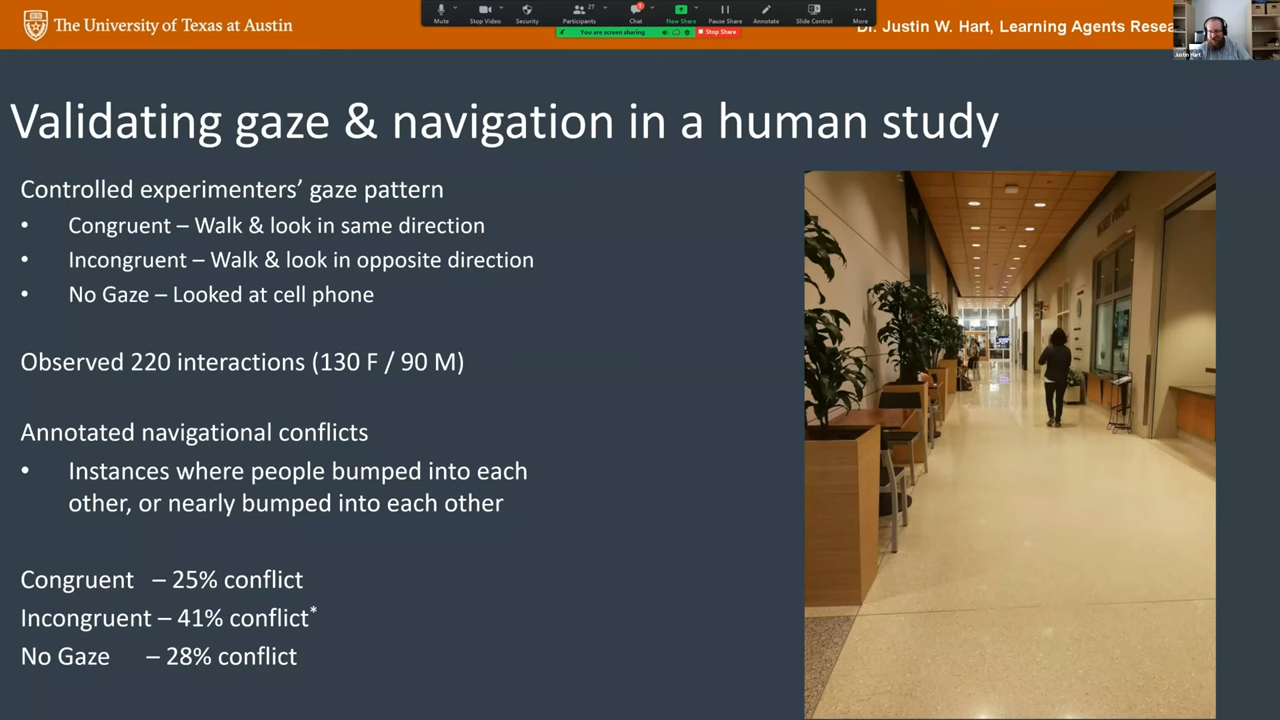 The University of Texas at Austin
Mute
Stop Video
Security
Participants
27
Chat
New Share
Pause Share
Annotate
Slide Control
More
You are screen sharing
Stop Share
Dr. Justin W. Hart, Learning Agents Resea
Justin Hart
Validating gaze & navigation in a human study
Controlled experimenters’ gaze pattern
• Congruent – Walk & look in same direction
• Incongruent – Walk & look in opposite direction
• No Gaze – Looked at cell phone
Observed 220 interactions (130 F / 90 M)
Annotated navigational conflicts
• Instances where people bumped into each
other, or nearly bumped into each other
Congruent – 25% conflict
Incongruent – 41% conflict*
No Gaze – 28% conflict